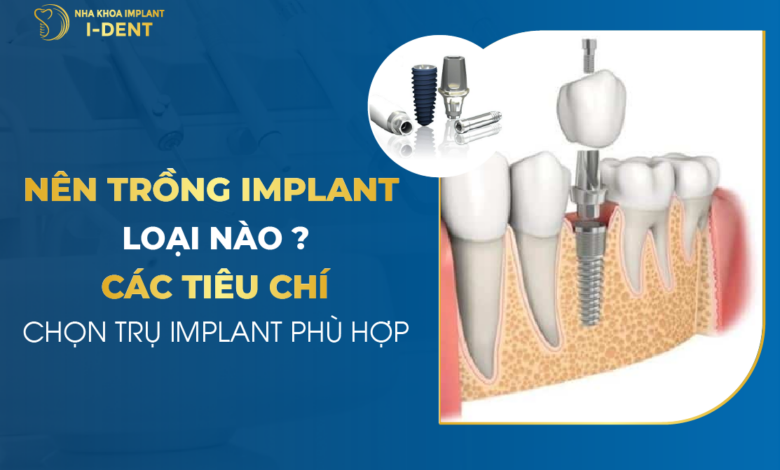 NHA KHOA IMPLANT
I-DENT
NÊN TRỒNG IMPLANT
LOẠI NÀO ?
CÁC TIÊU CHÍ
CHỌN TRỤ IMPLANT PHÙ HỢP